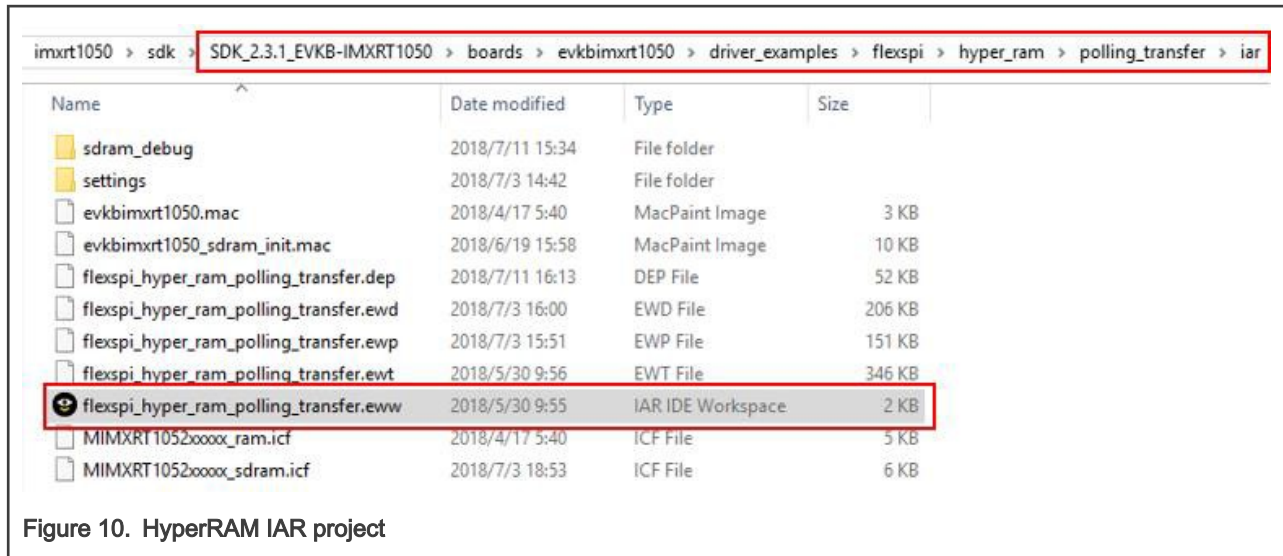 imxrt1050 > sdk > SDK_2.3.1_EVKB-IMXRT1050 > boards > evkbimxrt1050 > driver_examples > flexspi > hyper_ram > polling_transfer > iar
Name Date modified Type Size
sdram_debug 2018/7/11 15:34 File folder
settings 2018/7/3 14:42 File folder
evkbimxrt1050.mac 2018/4/17 5:40 MacPaint Image 3 KB
evkbimxrt1050_sdram_init.mac 2018/6/19 15:58 MacPaint Image 10 KB
flexspi_hyper_ram_polling_transfer.dep 2018/7/11 16:13 DEP File 52 KB
flexspi_hyper_ram_polling_transfer.ewd 2018/7/3 16:00 EWD File 206 KB
flexspi_hyper_ram_polling_transfer.ewp 2018/7/3 15:51 EWP File 151 KB
flexspi_hyper_ram_polling_transfer.ewt 2018/5/30 9:56 EWT File 346 KB
flexspi_hyper_ram_polling_transfer.eww 2018/5/30 9:55 IAR IDE Workspace 2 KB
MIMXRT1052xxxxx_ram.icf 2018/4/17 5:40 ICF File 5 KB
MIMXRT1052xxxxx_sdram.icf 2018/7/3 18:53 ICF File 6 KB
Figure 10. HyperRAM IAR project